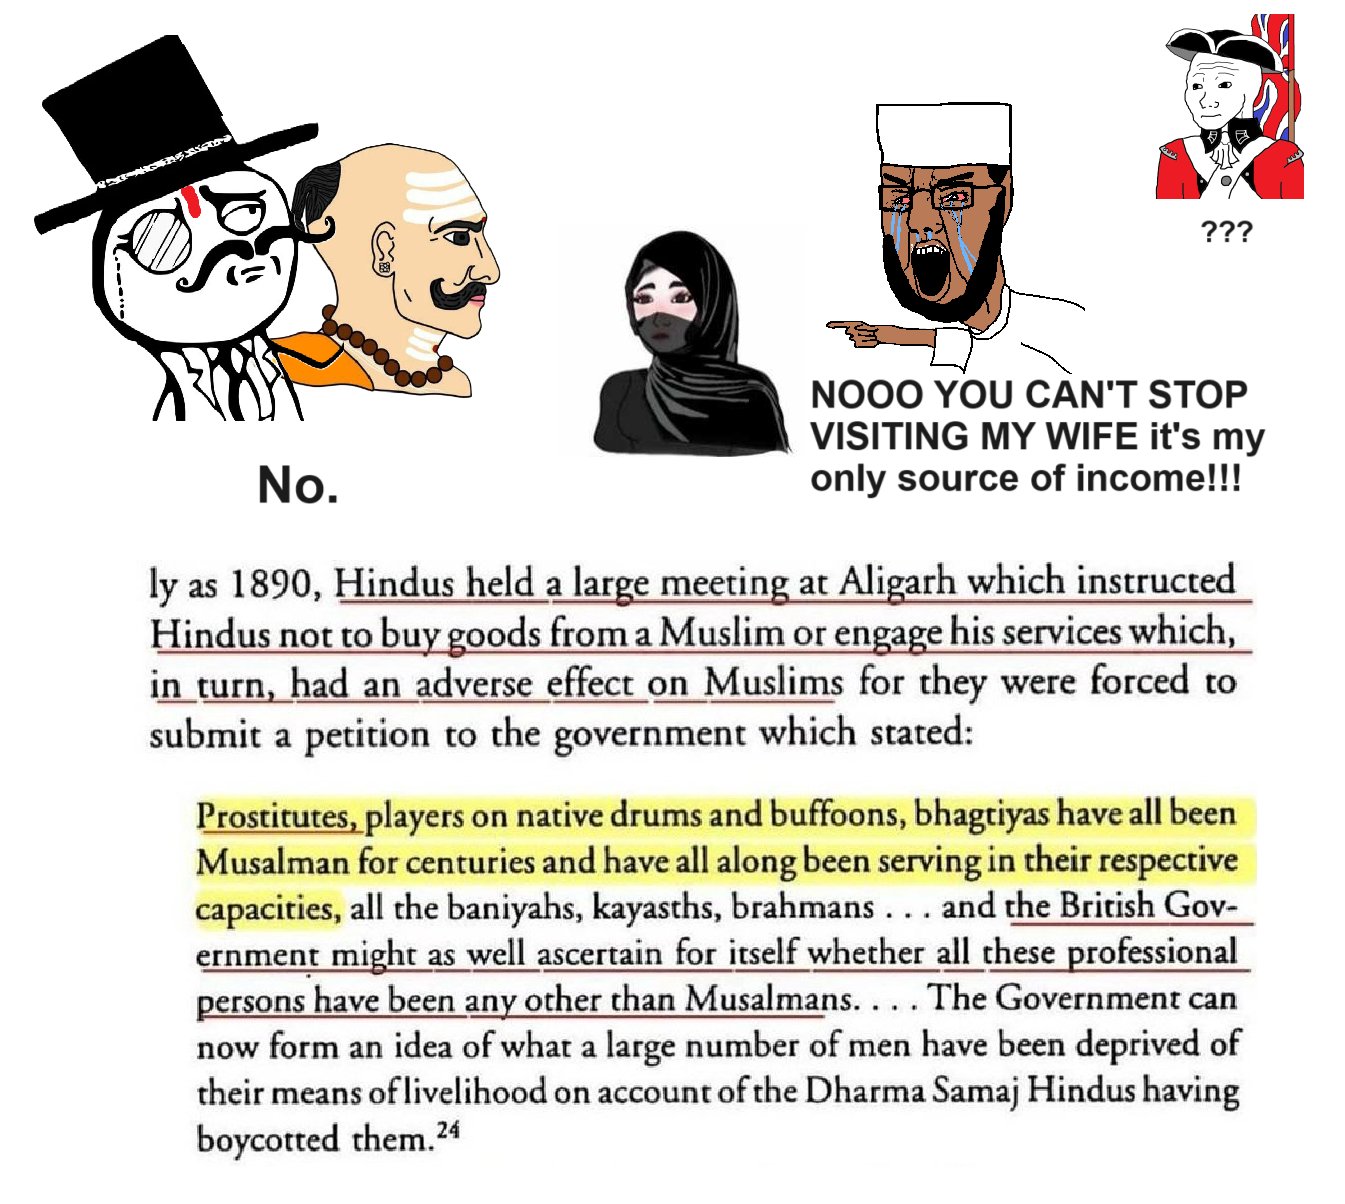 ???
NOOO YOU CAN'T STOP
VISITING MY WIFE it's my
only source of income!!!
No.
ly as 1890, Hindus held a large meeting at Aligarh which instructed
Hindus not to buy goods from a Muslim or engage his services which,
in turn, had an adverse effect on Muslims for they were forced to
submit a petition to the government which stated:
Prostitutes, players on native drums and buffoons, bhagtiyas have all been
Musalman for centuries and have all along been serving in their respective
capacities, all the baniyahs, kayasths, brahmans . . . and the British Gov-
ernment might as well ascertain for itself whether all these professional
persons have been any other than Musalmans. . . . The Government can
now form an idea of what a large number of men have been deprived of
their means of livelihood on account of the Dharma Samaj Hindus having
boycotted them.24